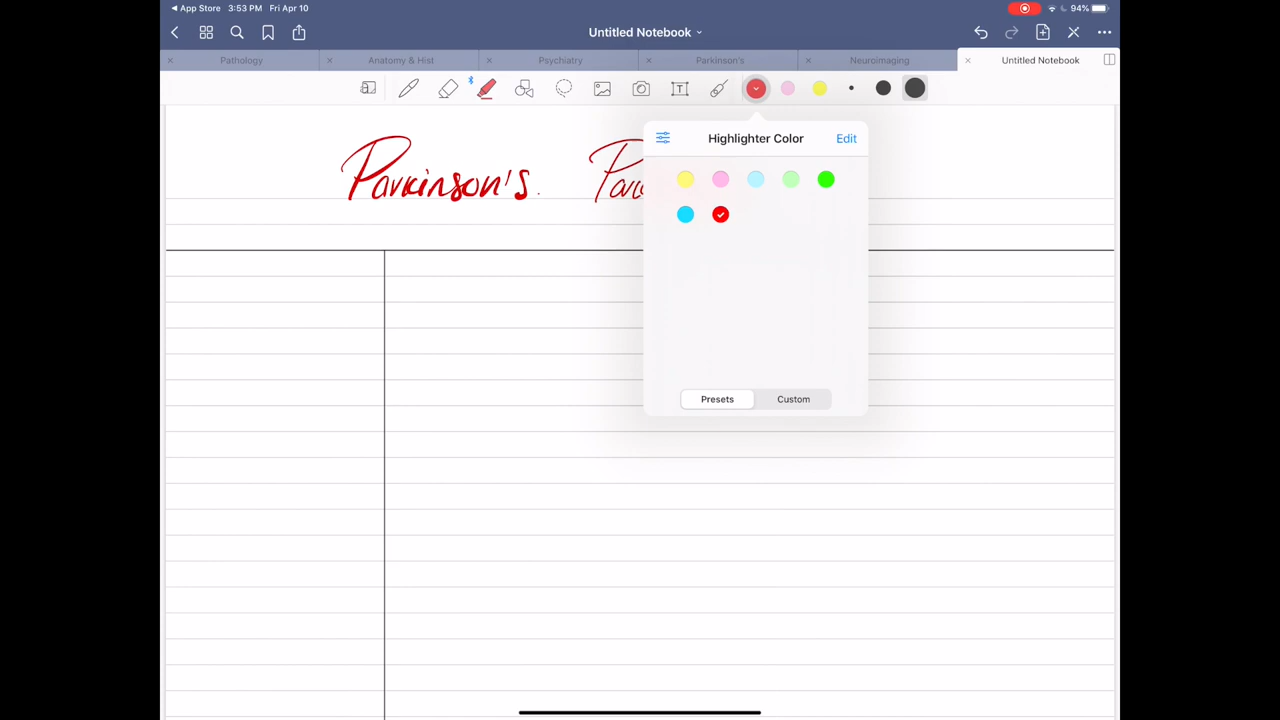 App Store 3:53 PM Fri Apr 10 94%
Untitled Notebook
Pathology Anatomy & Hist Psychiatry Parkinson's Neuroimaging Untitled Notebook
T
Highlighter Color Edit
Parkinson's.
Presets Custom